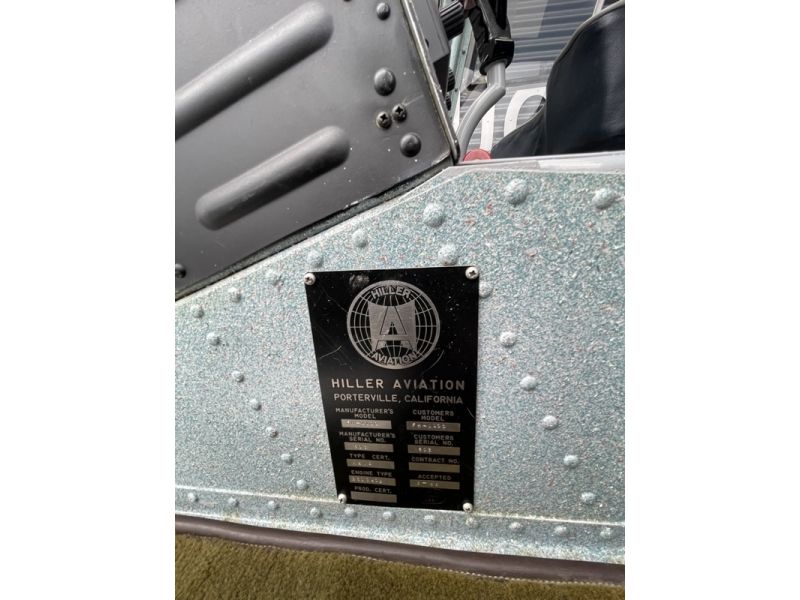 HILLER
A
AVIATION
HILLER AVIATION
PORTERVILLE, CALIFORNIA
MANUFACTURER'S MODEL
CUSTOMERS MODEL
MANUFACTURER'S SERIAL NO.
CUSTOMERS SERIAL NO.
TYPE CERT.
CONTRACT NO.
ENGINE TYPE
ACCEPTED
PROD. CERT.